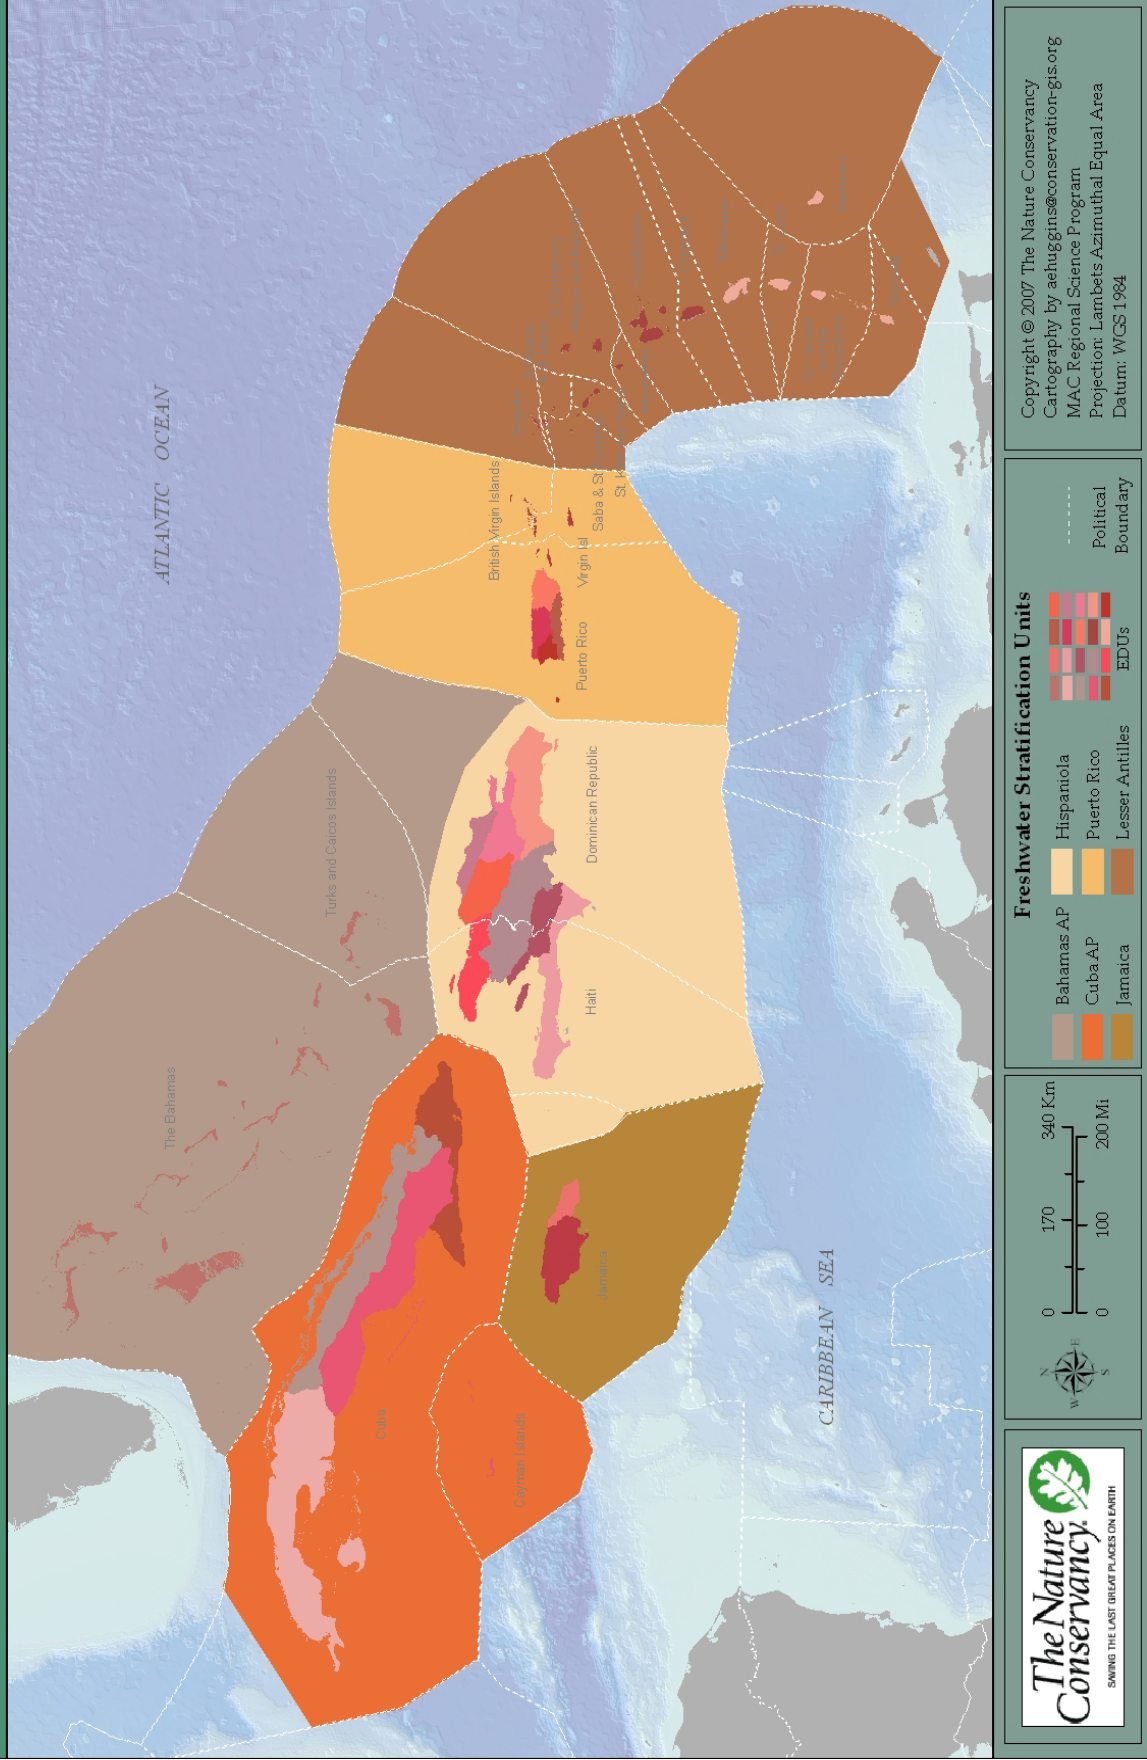 ATLANTIC OCEAN
The Bahamas
Turks and Caicos Islands
Cuba
Cayman Islands
Jamaica
Haiti
Dominican Republic
Puerto Rico
British Virgin Islands
Virgin Isl
Saba & St
St. K
CARIBBEAN SEA
The Nature
Conservancy
SAVING THE LAST GREAT PLACES ON EARTH
N
W
E
S
0 170 340 Km
0 100 200 Mi
Freshwater Stratification Units
Bahamas AP
Cuba AP
Jamaica
Hispaniola
Puerto Rico
Lesser Antilles
EDUs
Political
Boundary
Copyright © 2007 The Nature Conservancy
Cartography by aehuggins@conservation-gis.org
MAC Regional Science Program
Projection: Lambets Azimuthal Equal Area
Datum: WGS 1984